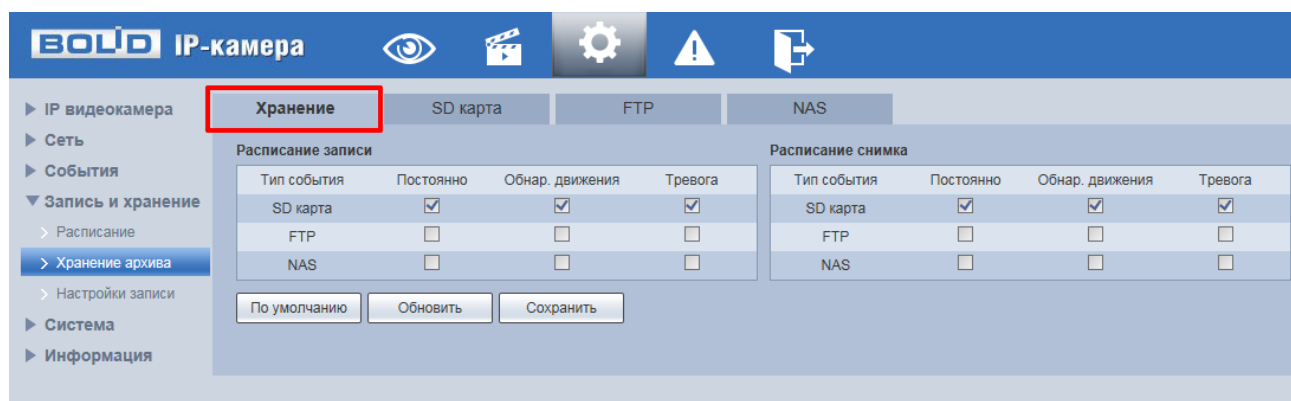 BOLID IP-камера
IP видеокамера
Сеть
События
Запись и хранение
Расписание
Хранение архива
Настройки записи
Система
Информация
Хранение SD карта FTP NAS
Расписание записи
Тип события Постоянно Обнар. движения Тревога
SD карта
FTP
NAS
Расписание снимка
Тип события Постоянно Обнар. движения Тревога
SD карта
FTP
NAS
По умолчанию Обновить Сохранить